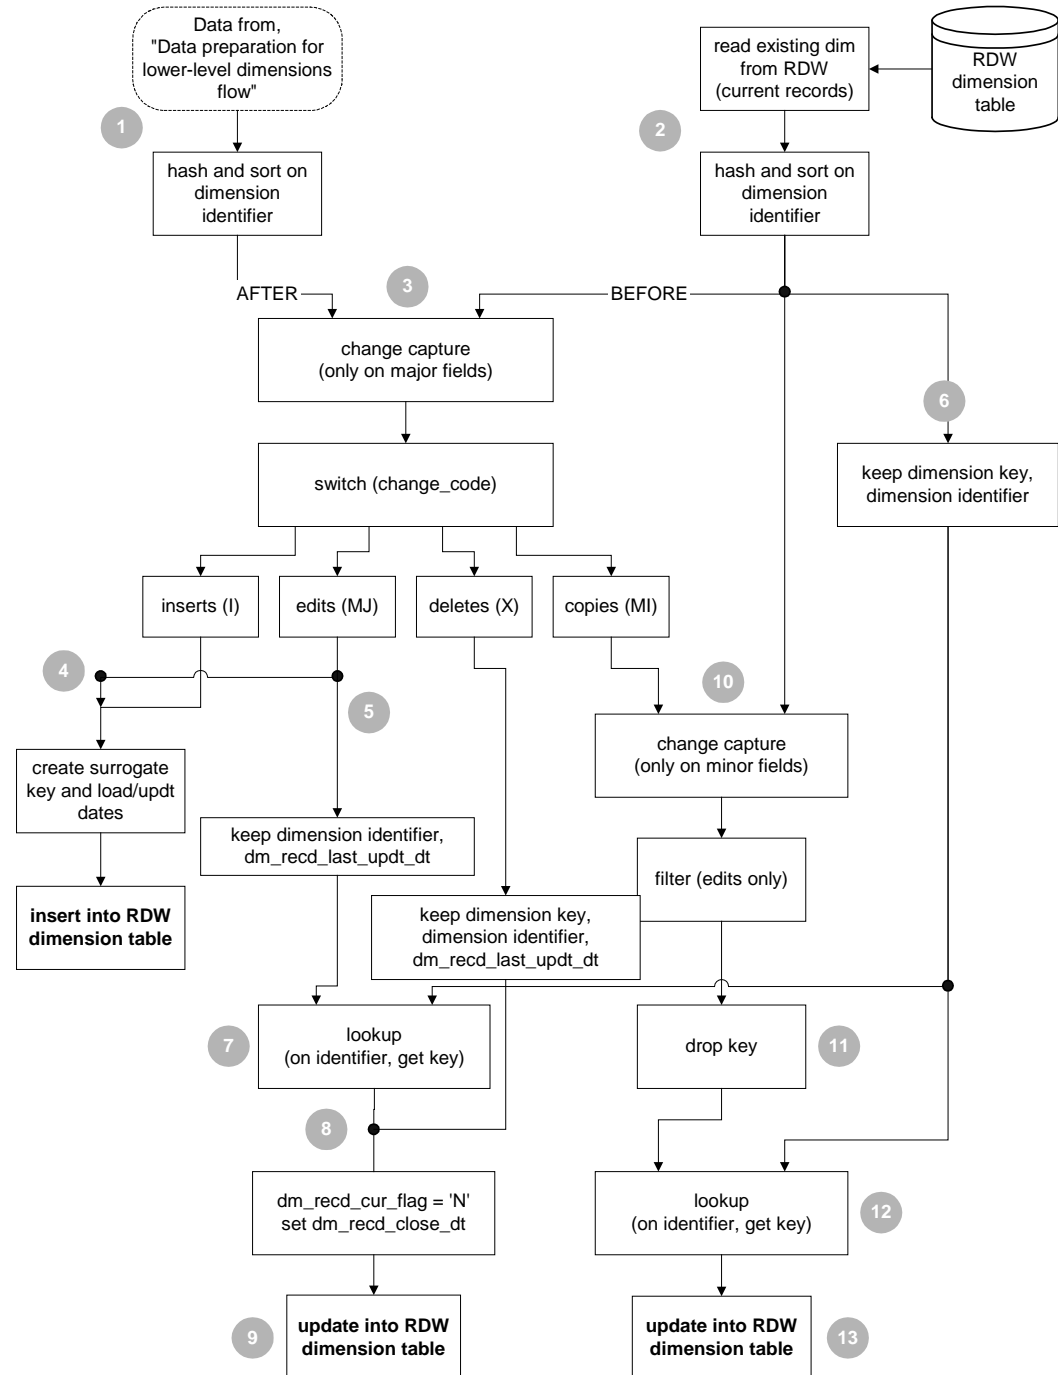 Data from,
"Data preparation for
lower-level dimensions
flow"
read existing dim
from RDW
(current records)
RDW
dimension
table
1
2
hash and sort on
dimension
identifier
hash and sort on
dimension
identifier
AFTER
3
BEFORE
change capture
(only on major fields)
6
switch (change_code)
keep dimension key,
dimension identifier
inserts (I)
edits (MJ)
deletes (X)
copies (MI)
4
5
10
create surrogate
key and load/updt
dates
change capture
(only on minor fields)
keep dimension identifier,
dm_recd_last_updt_dt
filter (edits only)
insert into RDW
dimension table
keep dimension key,
dimension identifier,
dm_recd_last_updt_dt
7
lookup
(on identifier, get key)
drop key
11
8
dm_recd_cur_flag = 'N'
set dm_recd_close_dt
lookup
(on identifier, get key)
12
9
update into RDW
dimension table
update into RDW
dimension table
13